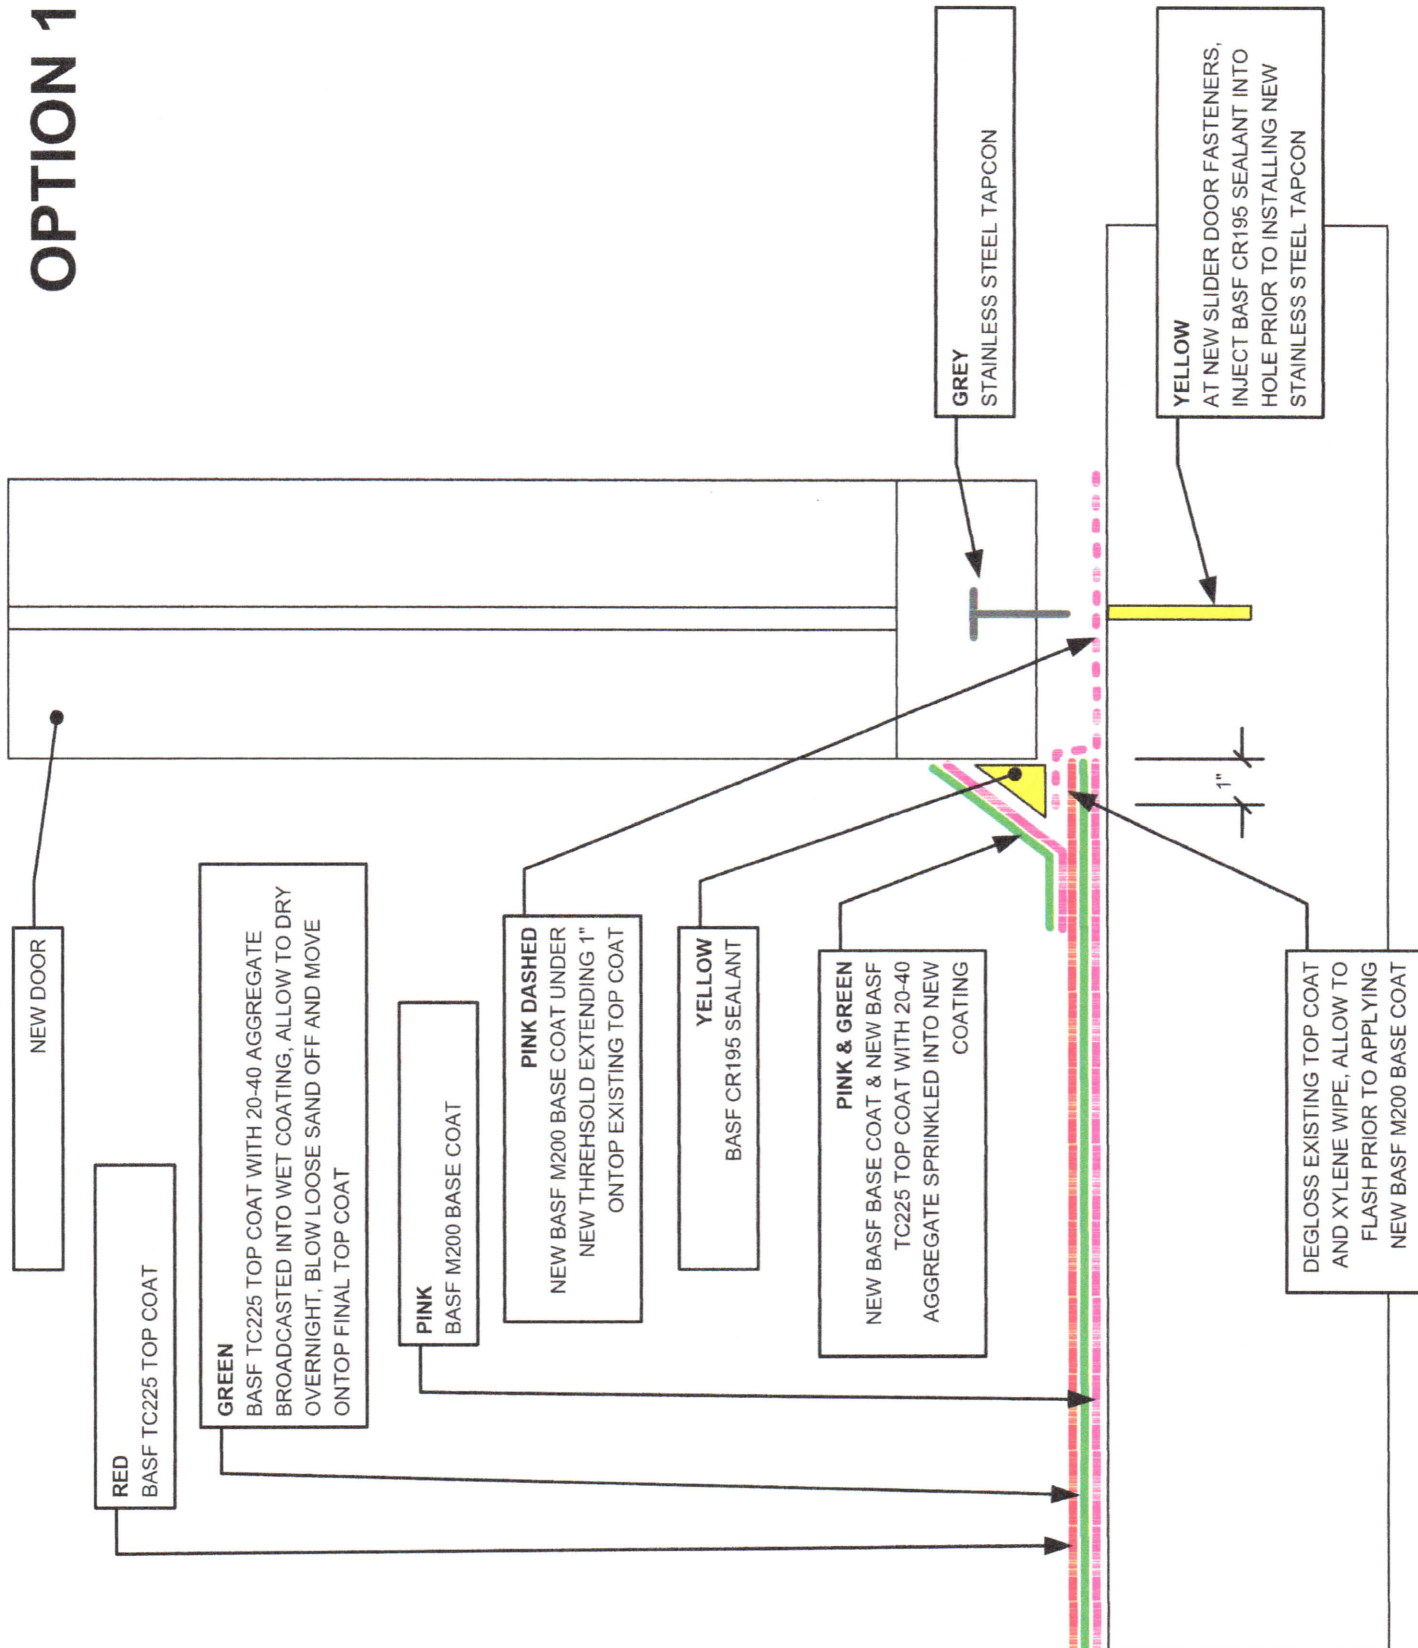 OPTION 1
NEW DOOR
RED
BASF TC225 TOP COAT
GREEN
BASF TC225 TOP COAT WITH 20-40 AGGREGATE
BROADCASTED INTO WET COATING, ALLOW TO DRY
OVERNIGHT, BLOW LOOSE SAND OFF AND MOVE
ONTOP FINAL TOP COAT
PINK
BASF M200 BASE COAT
PINK DASHED
NEW BASF M200 BASE COAT UNDER
NEW THREHSOLD EXTENDING 1"
ONTOP EXISTING TOP COAT
YELLOW
BASF CR195 SEALANT
PINK & GREEN
NEW BASF BASE COAT & NEW BASF
TC225 TOP COAT WITH 20-40
AGGREGATE SPRINKLED INTO NEW
COATING
GREY
STAINLESS STEEL TAPCON
YELLOW
AT NEW SLIDER DOOR FASTENERS,
INJECT BASF CR195 SEALANT INTO
HOLE PRIOR TO INSTALLING NEW
STAINLESS STEEL TAPCON
1"
DEGLOSS EXISTING TOP COAT
AND XYLENE WIPE, ALLOW TO
FLASH PRIOR TO APPLYING
NEW BASF M200 BASE COAT